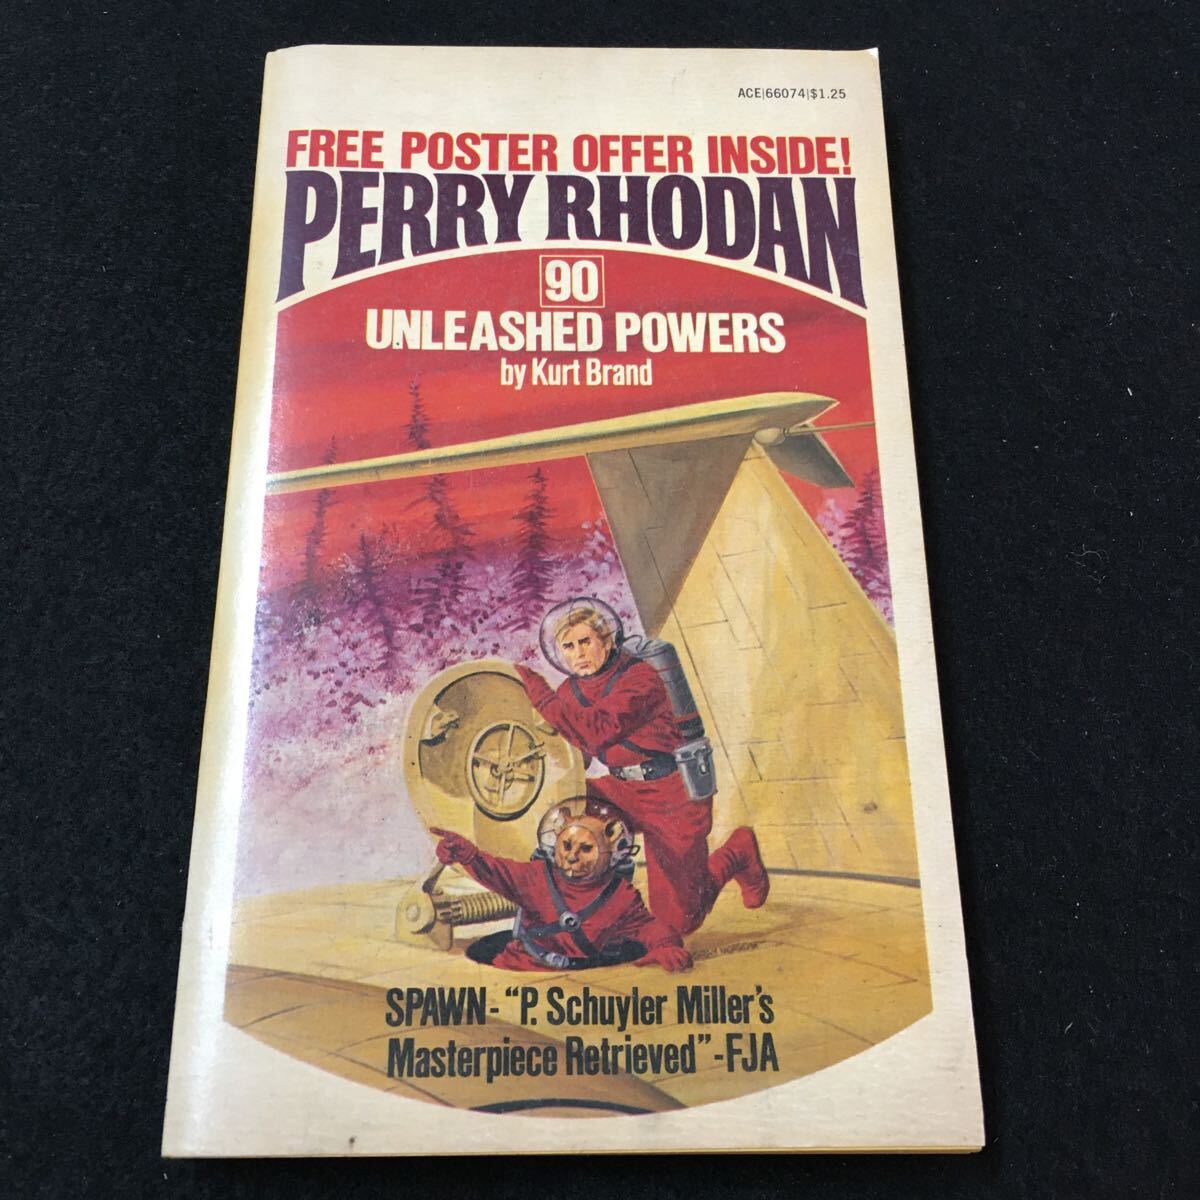 ACE|66074|$1.25
FREE POSTER OFFER INSIDE!
PERRY RHODAN
90
UNLEASHED POWERS
by Kurt Brand
SPAWN- "P. Schuyler Miller's
Masterpiece Retrieved"-FJA